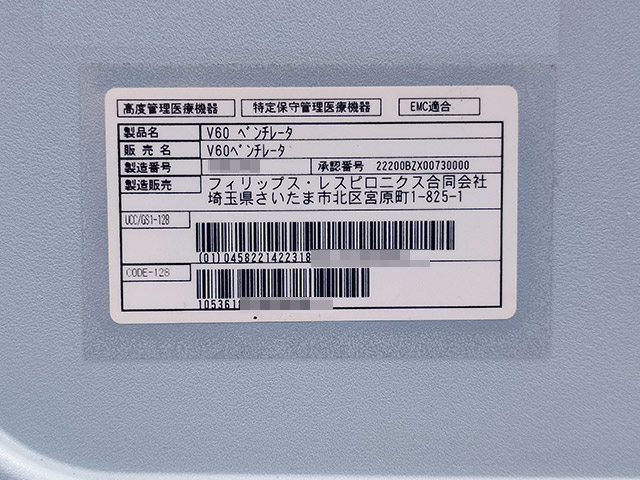 高度管理医療機器 特定保守管理医療機器 EMC適合
製品名 V60 ベンチレータ
販売名 V60ベンチレータ
製造番号 承認番号 22200BZX00730000
製造販売 フィリップス・レスピロニクス合同会社
埼玉県さいたま市北区宮原町1-825-1
UCC/GS1-128
(01)0458221422318
CODE-128
105361